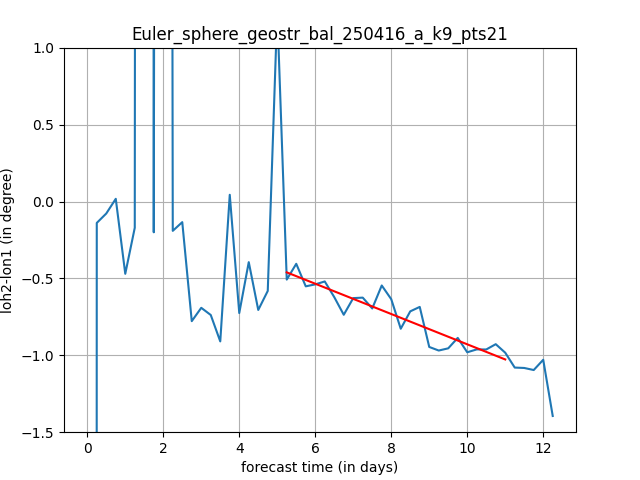 Euler_sphere_geostr_bal_250416_a_k9_pts21
1.0
0.5
0.0
−0.5
−1.0
−1.5
loh2-lon1 (in degree)
0 2 4 6 8 10 12
forecast time (in days)